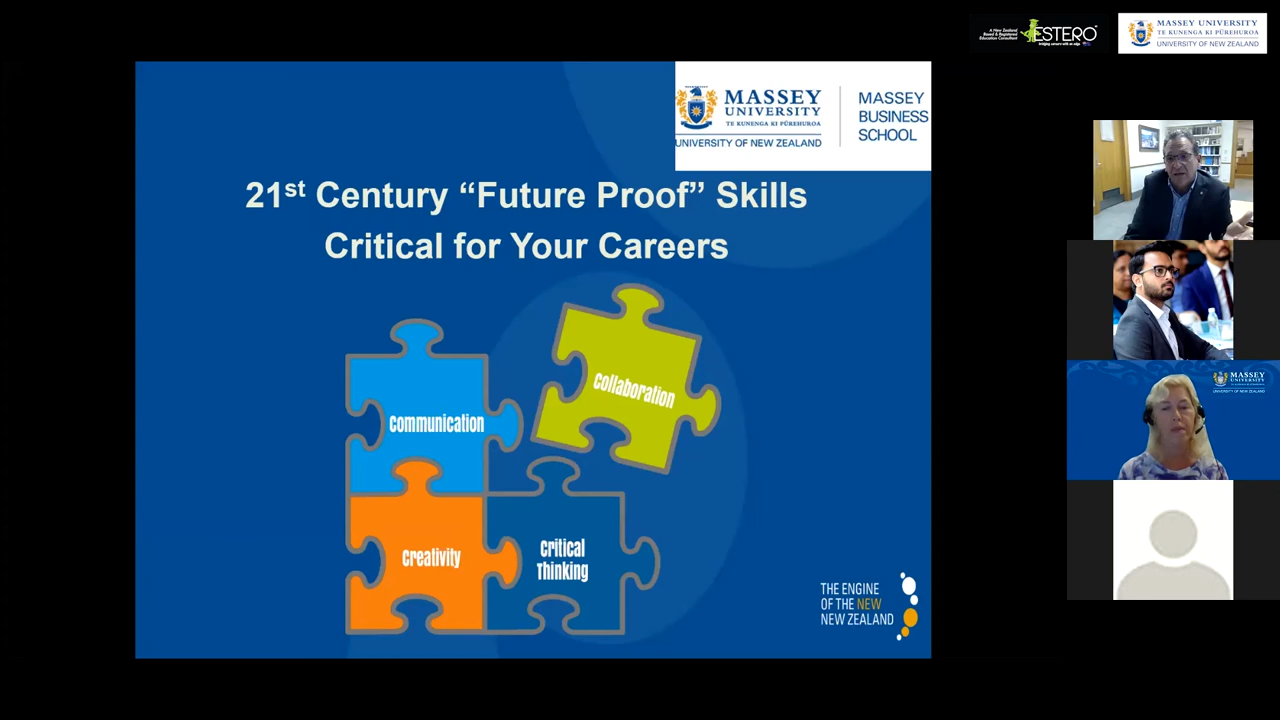 A New Zealand
Based & Registered
Education Consultant
ESTERO
bridging careers with an edge
MASSEY UNIVERSITY
TE KUNENGA KI PŪREHUROA
UNIVERSITY OF NEW ZEALAND
MASSEY
UNIVERSITY
TE KUNENGA KI PŪREHUROA
UNIVERSITY OF NEW ZEALAND
MASSEY
BUSINESS
SCHOOL
21st Century “Future Proof” Skills
Critical for Your Careers
Collaboration
Communication
Creativity
Critical
Thinking
THE ENGINE
OF THE NEW
NEW ZEALAND
MASSEY
UNIVERSITY
UNIVERSITY OF NEW ZEALAND